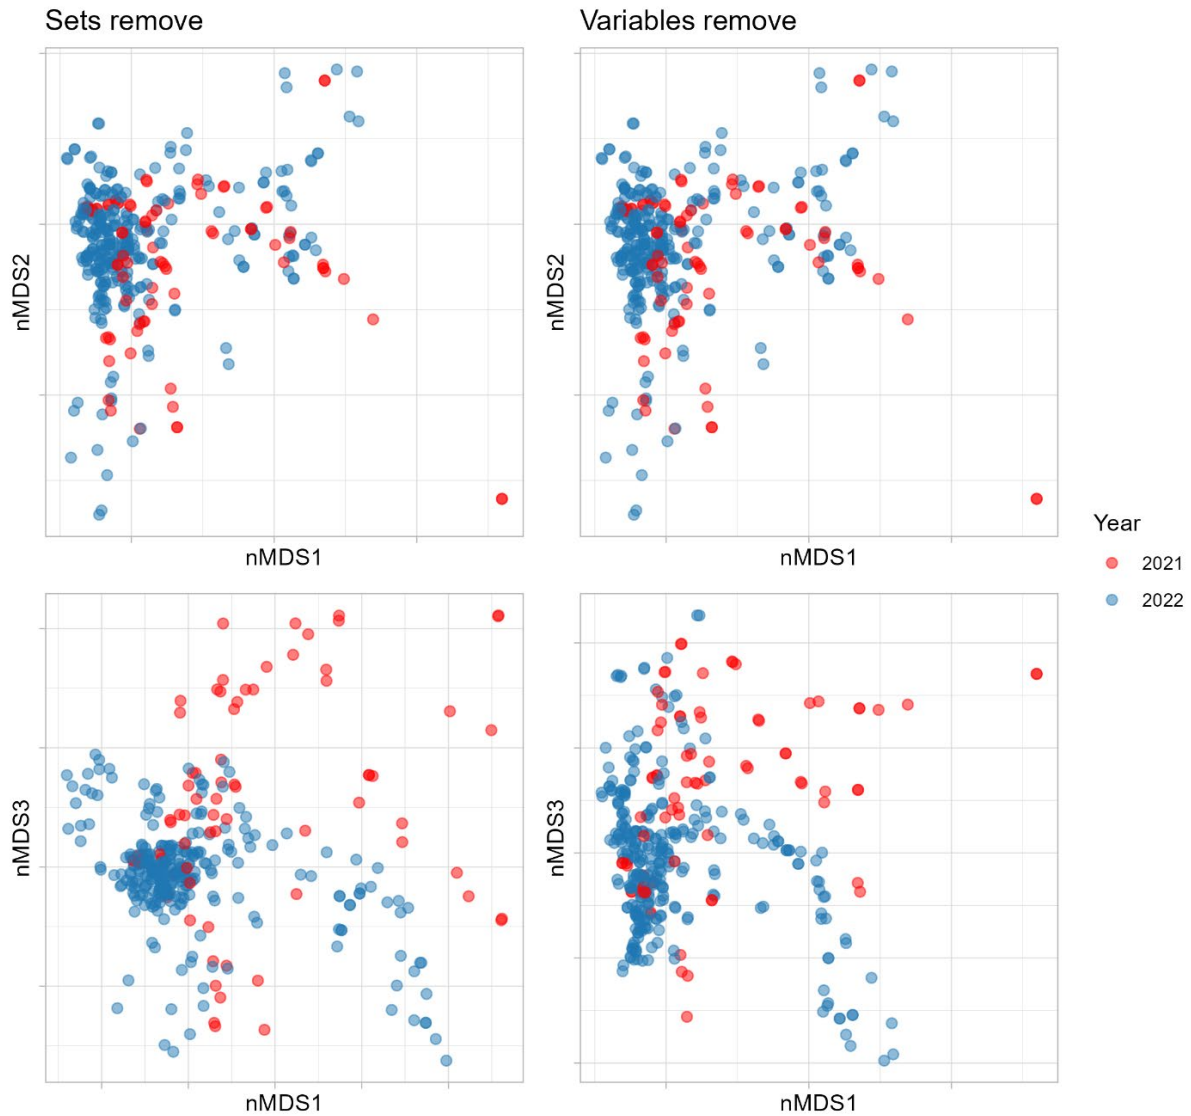 Sets remove
Variables remove
nMDS2
nMDS2
nMDS1
nMDS1
Year
2021
2022
nMDS3
nMDS3
nMDS1
nMDS1